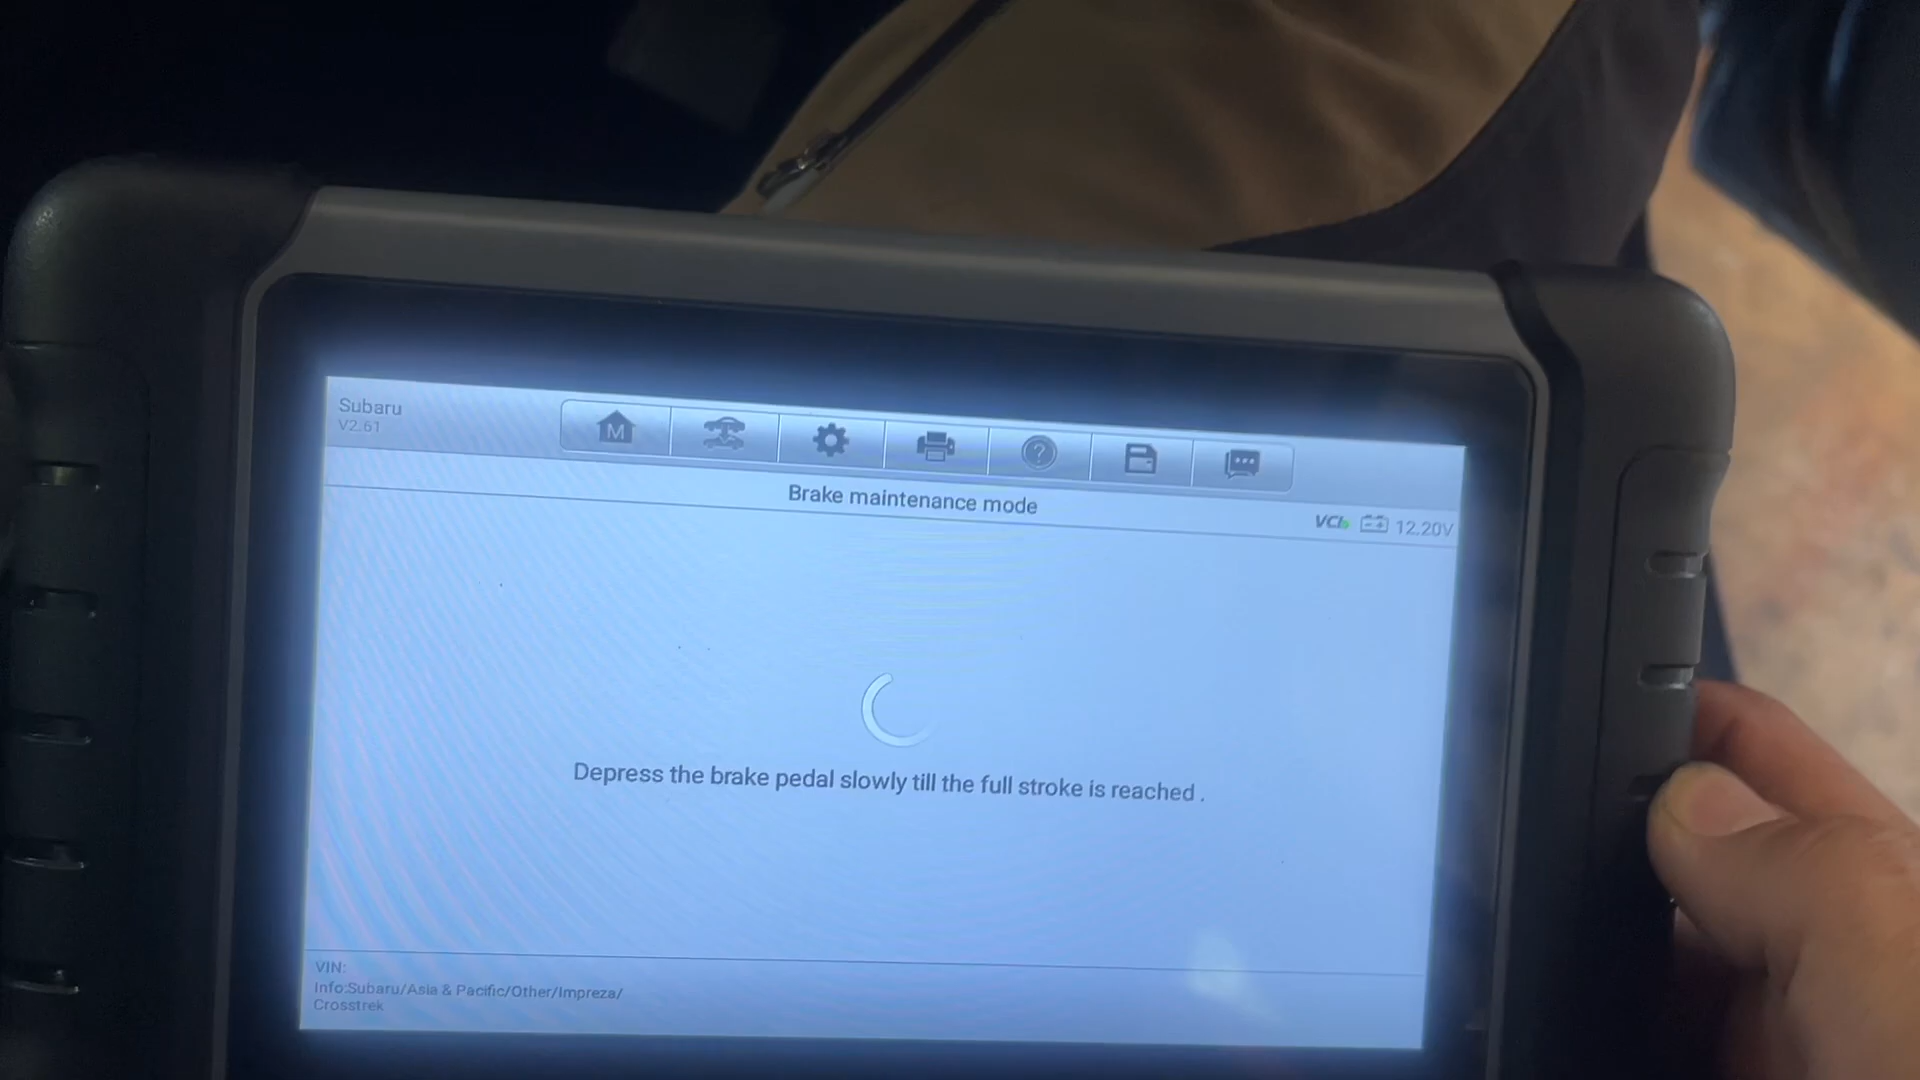 Subaru
V2.61
M
?
Brake maintenance mode
VCI
12.20V
Depress the brake pedal slowly till the full stroke is reached .
VIN:
Info:Subaru/Asia & Pacific/Other/Impreza/
Crosstrek